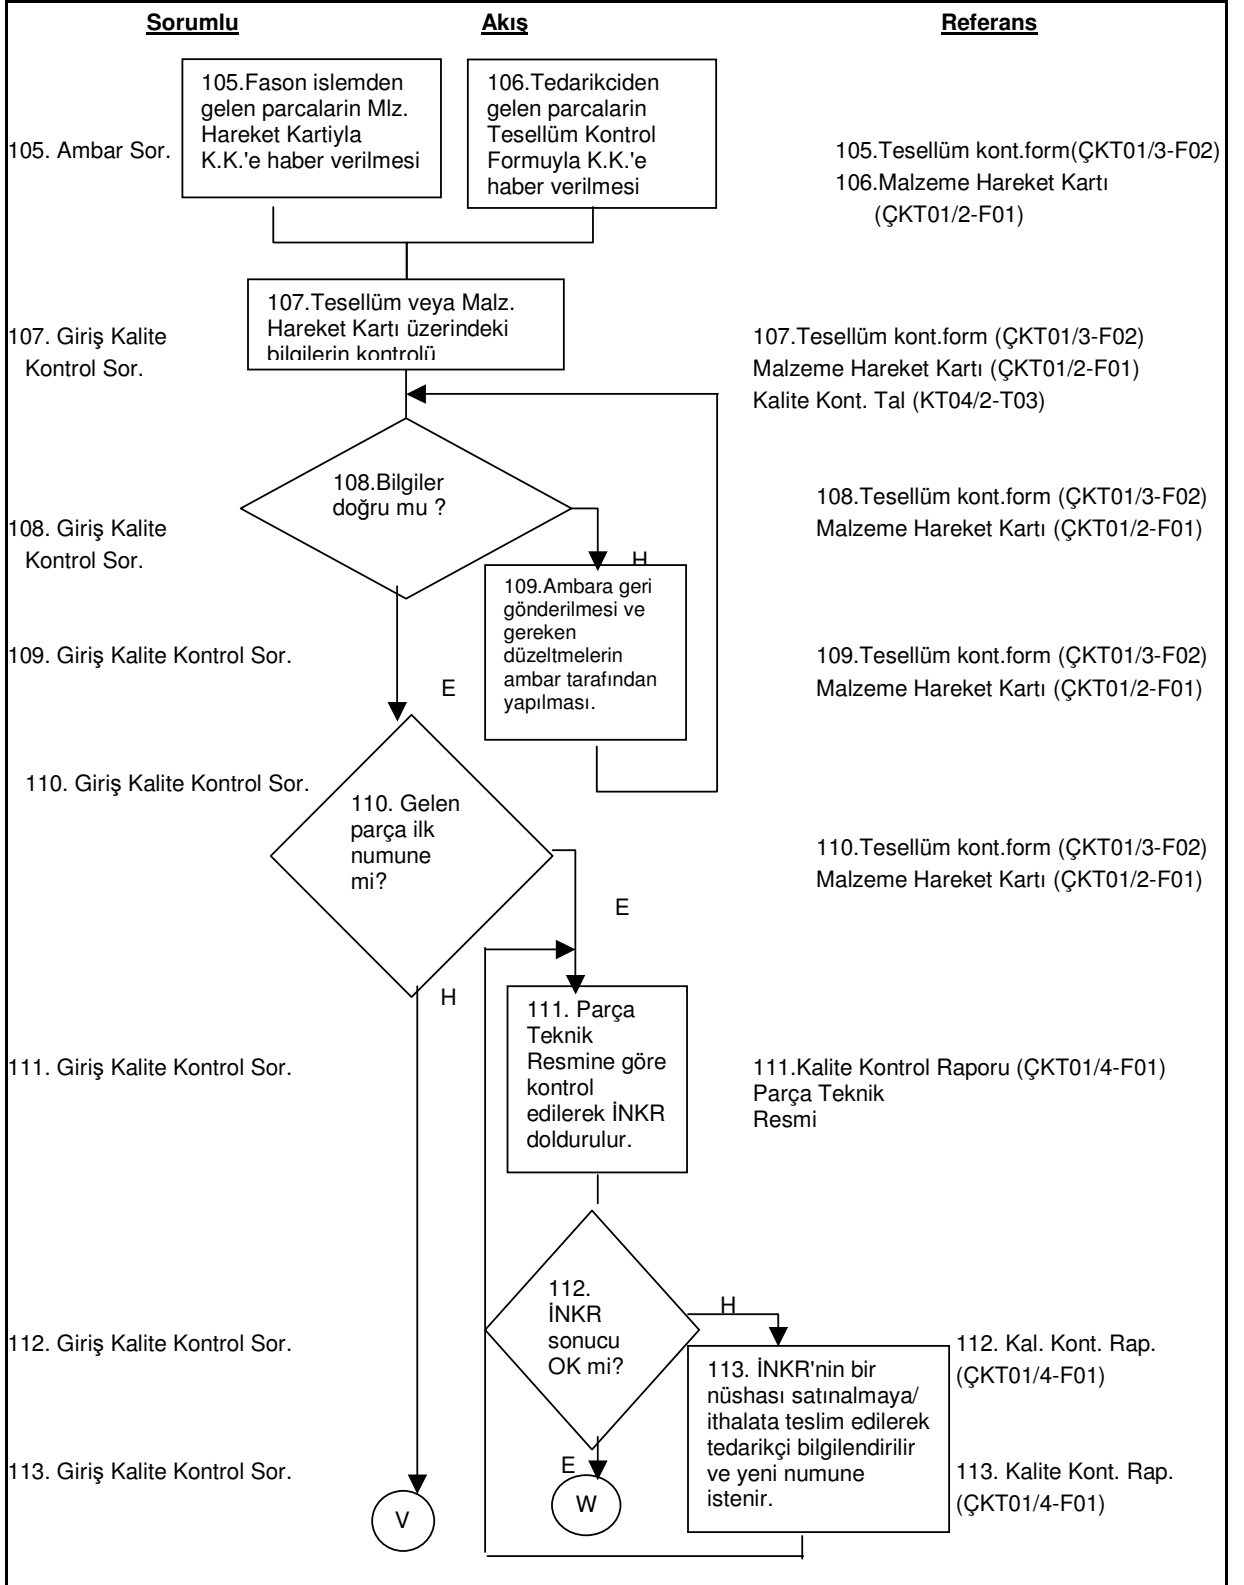 Sorumlu
Akış
Referans
105.Fason islemden
gelen parcalarin Mlz.
Hareket Kartiyla
K.K.'e haber verilmesi
106.Tedarikciden
gelen parcalarin
Tesellüm Kontrol
Formuyla K.K.'e
haber verilmesi
105. Ambar Sor.
105.Tesellüm kont.form(ÇKT01/3-F02)
106.Malzeme Hareket Kartı
(ÇKT01/2-F01)
107.Tesellüm veya Malz.
Hareket Kartı üzerindeki
bilgilerin kontrolü
107. Giriş Kalite
Kontrol Sor.
107.Tesellüm kont.form (ÇKT01/3-F02)
Malzeme Hareket Kartı (ÇKT01/2-F01)
Kalite Kont. Tal (KT04/2-T03)
108.Bilgiler
doğru mu ?
108. Giriş Kalite
Kontrol Sor.
108.Tesellüm kont.form (ÇKT01/3-F02)
Malzeme Hareket Kartı (ÇKT01/2-F01)
H
109.Ambara geri
gönderilmesi ve
gereken
düzeltmelerin
ambar tarafından
yapılması.
109. Giriş Kalite Kontrol Sor.
E
109.Tesellüm kont.form (ÇKT01/3-F02)
Malzeme Hareket Kartı (ÇKT01/2-F01)
110. Giriş Kalite Kontrol Sor.
110. Gelen
parça ilk
numune
mi?
110.Tesellüm kont.form (ÇKT01/3-F02)
Malzeme Hareket Kartı (ÇKT01/2-F01)
E
H
111. Parça
Teknik
Resmine göre
kontrol
edilerek İNKR
doldurulur.
111. Giriş Kalite Kontrol Sor.
111.Kalite Kontrol Raporu (ÇKT01/4-F01)
Parça Teknik
Resmi
112.
İNKR
sonucu
OK mi?
H
112. Giriş Kalite Kontrol Sor.
112. Kal. Kont. Rap.
(ÇKT01/4-F01)
113. İNKR'nin bir
nüshası satınalmaya/
ithalata teslim edilerek
tedarikçi bilgilendirilir
ve yeni numune
istenir.
113. Giriş Kalite Kontrol Sor.
E
113. Kalite Kont. Rap.
(ÇKT01/4-F01)
V
W